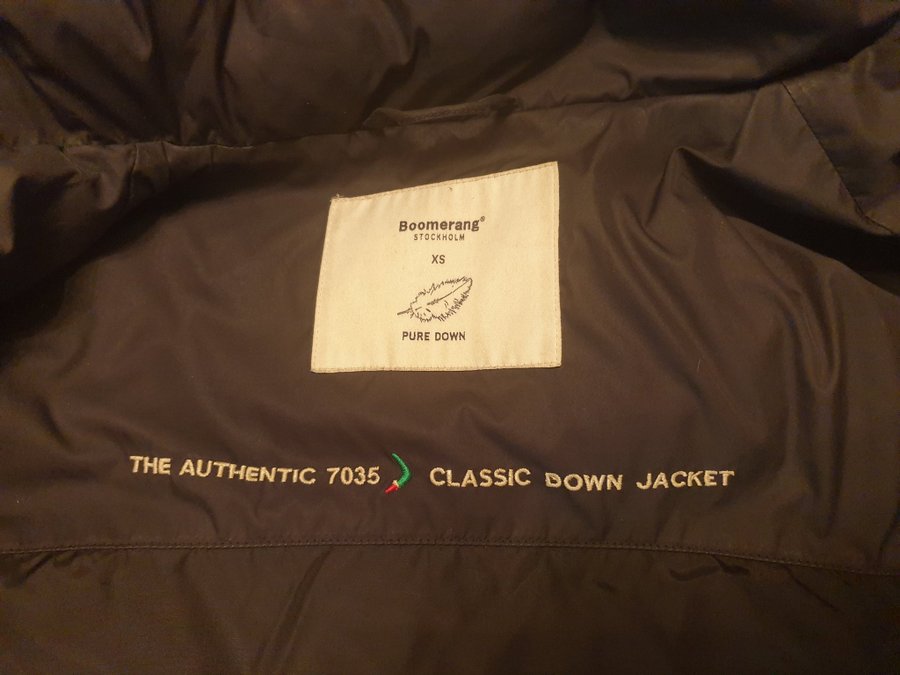 Boomerang®
STOCKHOLM
XS
PURE DOWN
THE AUTHENTIC 7035 CLASSIC DOWN JACKET